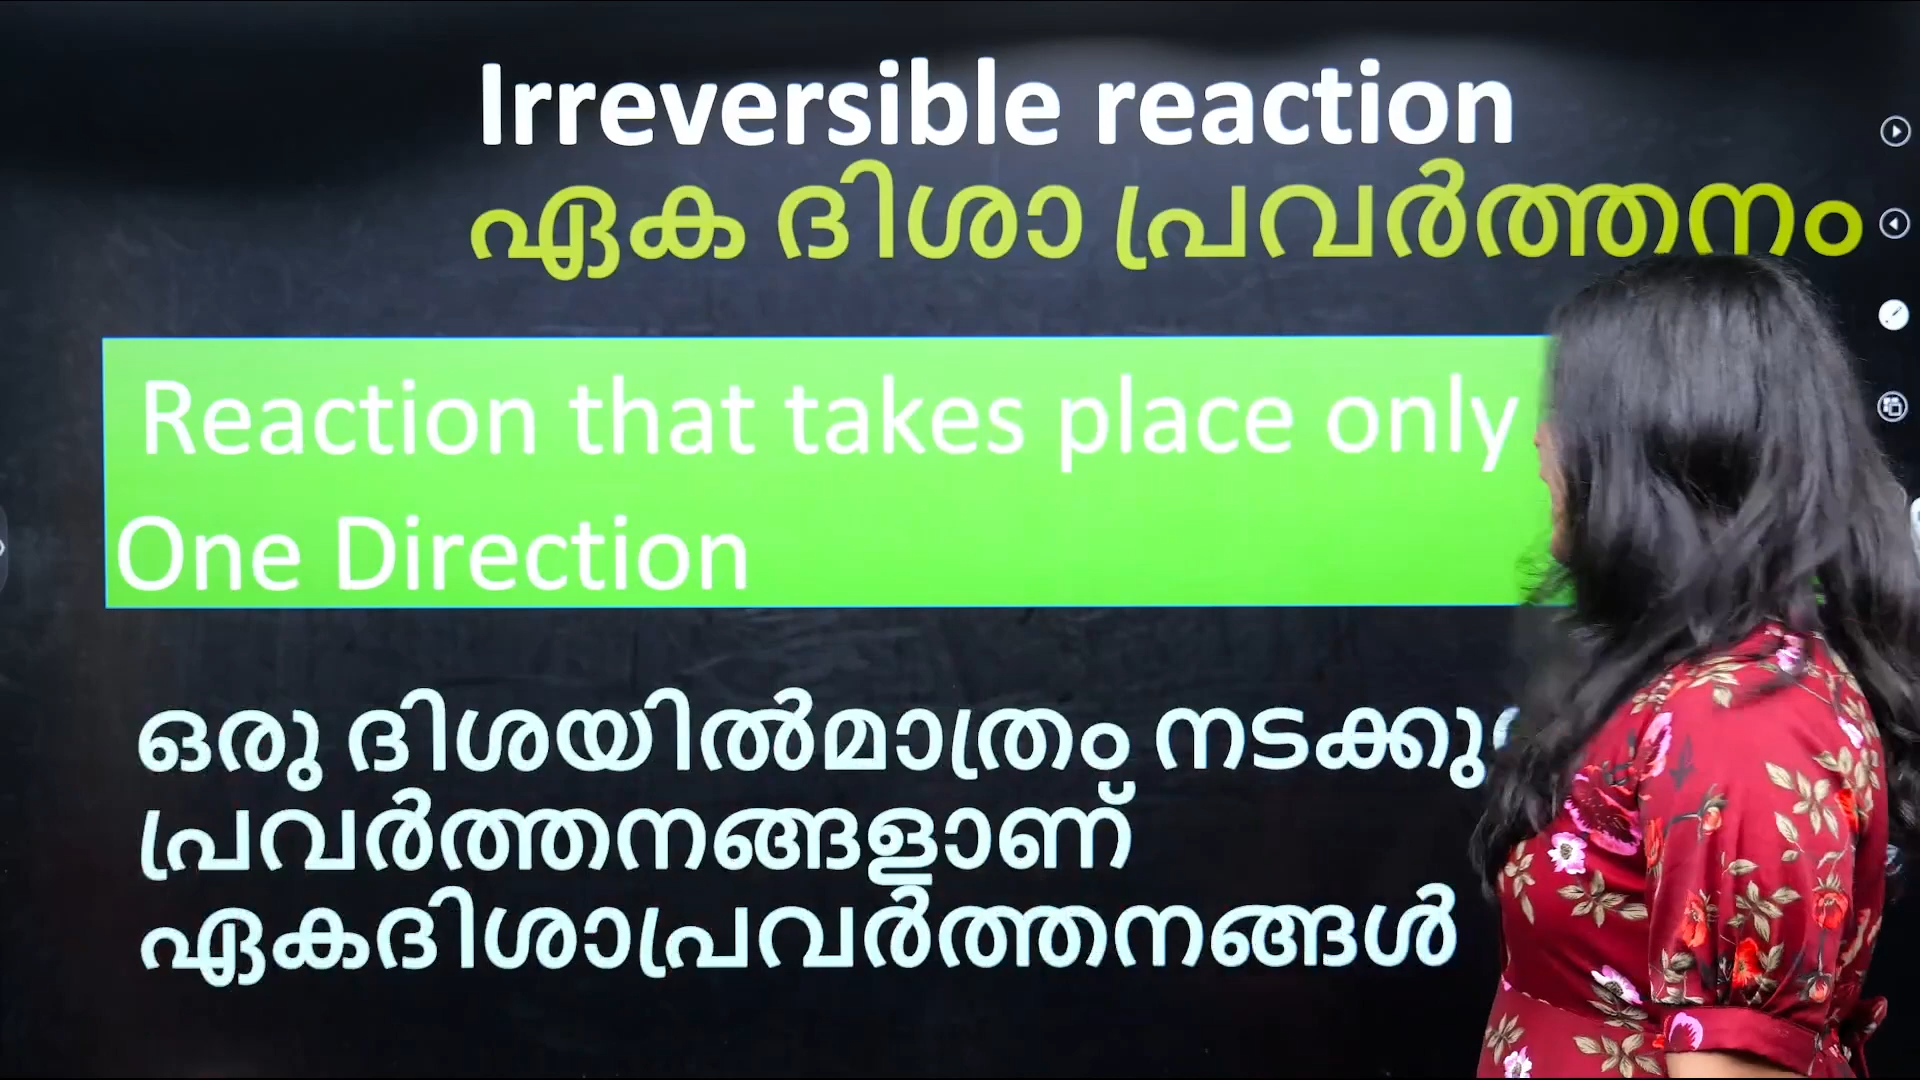 Irreversible reaction
ഏക ദിശാ പ്രവർത്തനം
Reaction that takes place only
One Direction
ഒരു ദിശയിൽമാത്രം
പ്രവർത്തനങ്ങളാണ്
ഏകദിശാപ്രവർത്തനങ്ങൾ